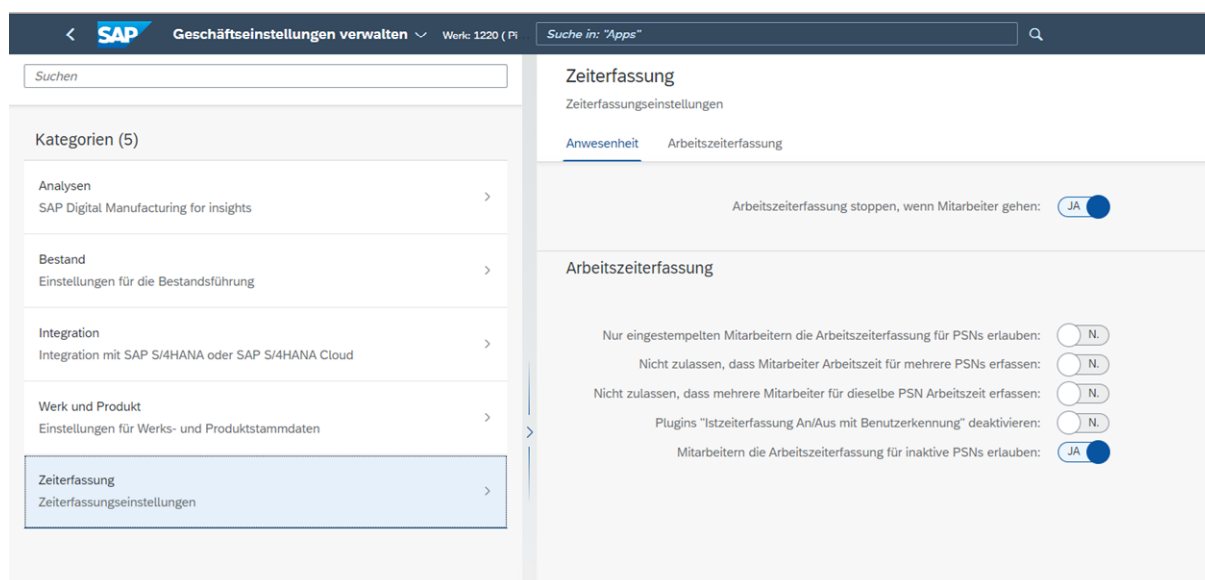 SAP Geschäftseinstellungen verwalten Werk: 1220 ( Pi... Suche in: "Apps"
Suchen
Kategorien (5)
Analysen
SAP Digital Manufacturing for insights
Bestand
Einstellungen für die Bestandsführung
Integration
Integration mit SAP S/4HANA oder SAP S/4HANA Cloud
Werk und Produkt
Einstellungen für Werks- und Produktstammdaten
Zeiterfassung
Zeiterfassungseinstellungen
Zeiterfassung
Zeiterfassungseinstellungen
Anwesenheit Arbeitszeiterfassung
Arbeitszeiterfassung stoppen, wenn Mitarbeiter gehen: JA
Arbeitszeiterfassung
Nur eingestempelten Mitarbeitern die Arbeitszeiterfassung für PSNs erlauben: N.
Nicht zulassen, dass Mitarbeiter Arbeitszeit für mehrere PSNs erfassen: N.
Nicht zulassen, dass mehrere Mitarbeiter für dieselbe PSN Arbeitszeit erfassen: N.
Plugins "Istzeiterfassung An/Aus mit Benutzerkennung" deaktivieren: N.
Mitarbeitern die Arbeitszeiterfassung für inaktive PSNs erlauben: JA